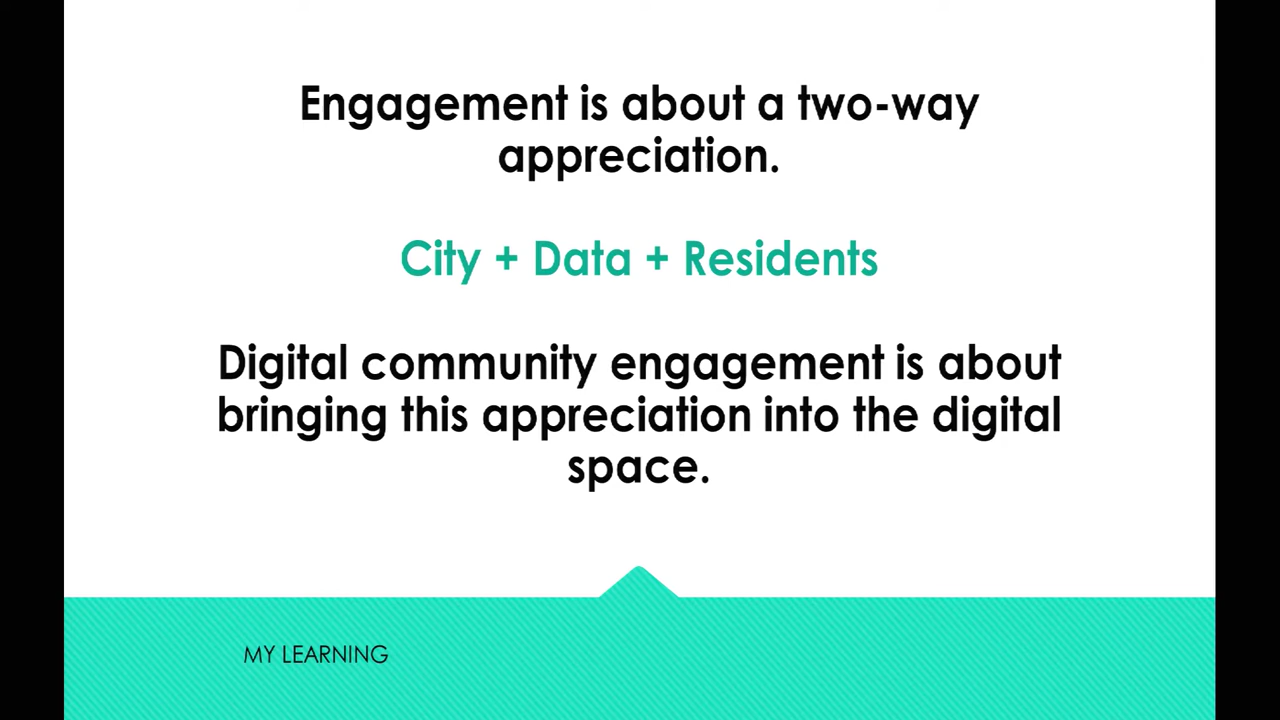 Engagement is about a two-way
appreciation.
City + Data + Residents
Digital community engagement is about
bringing this appreciation into the digital
space.
MY LEARNING